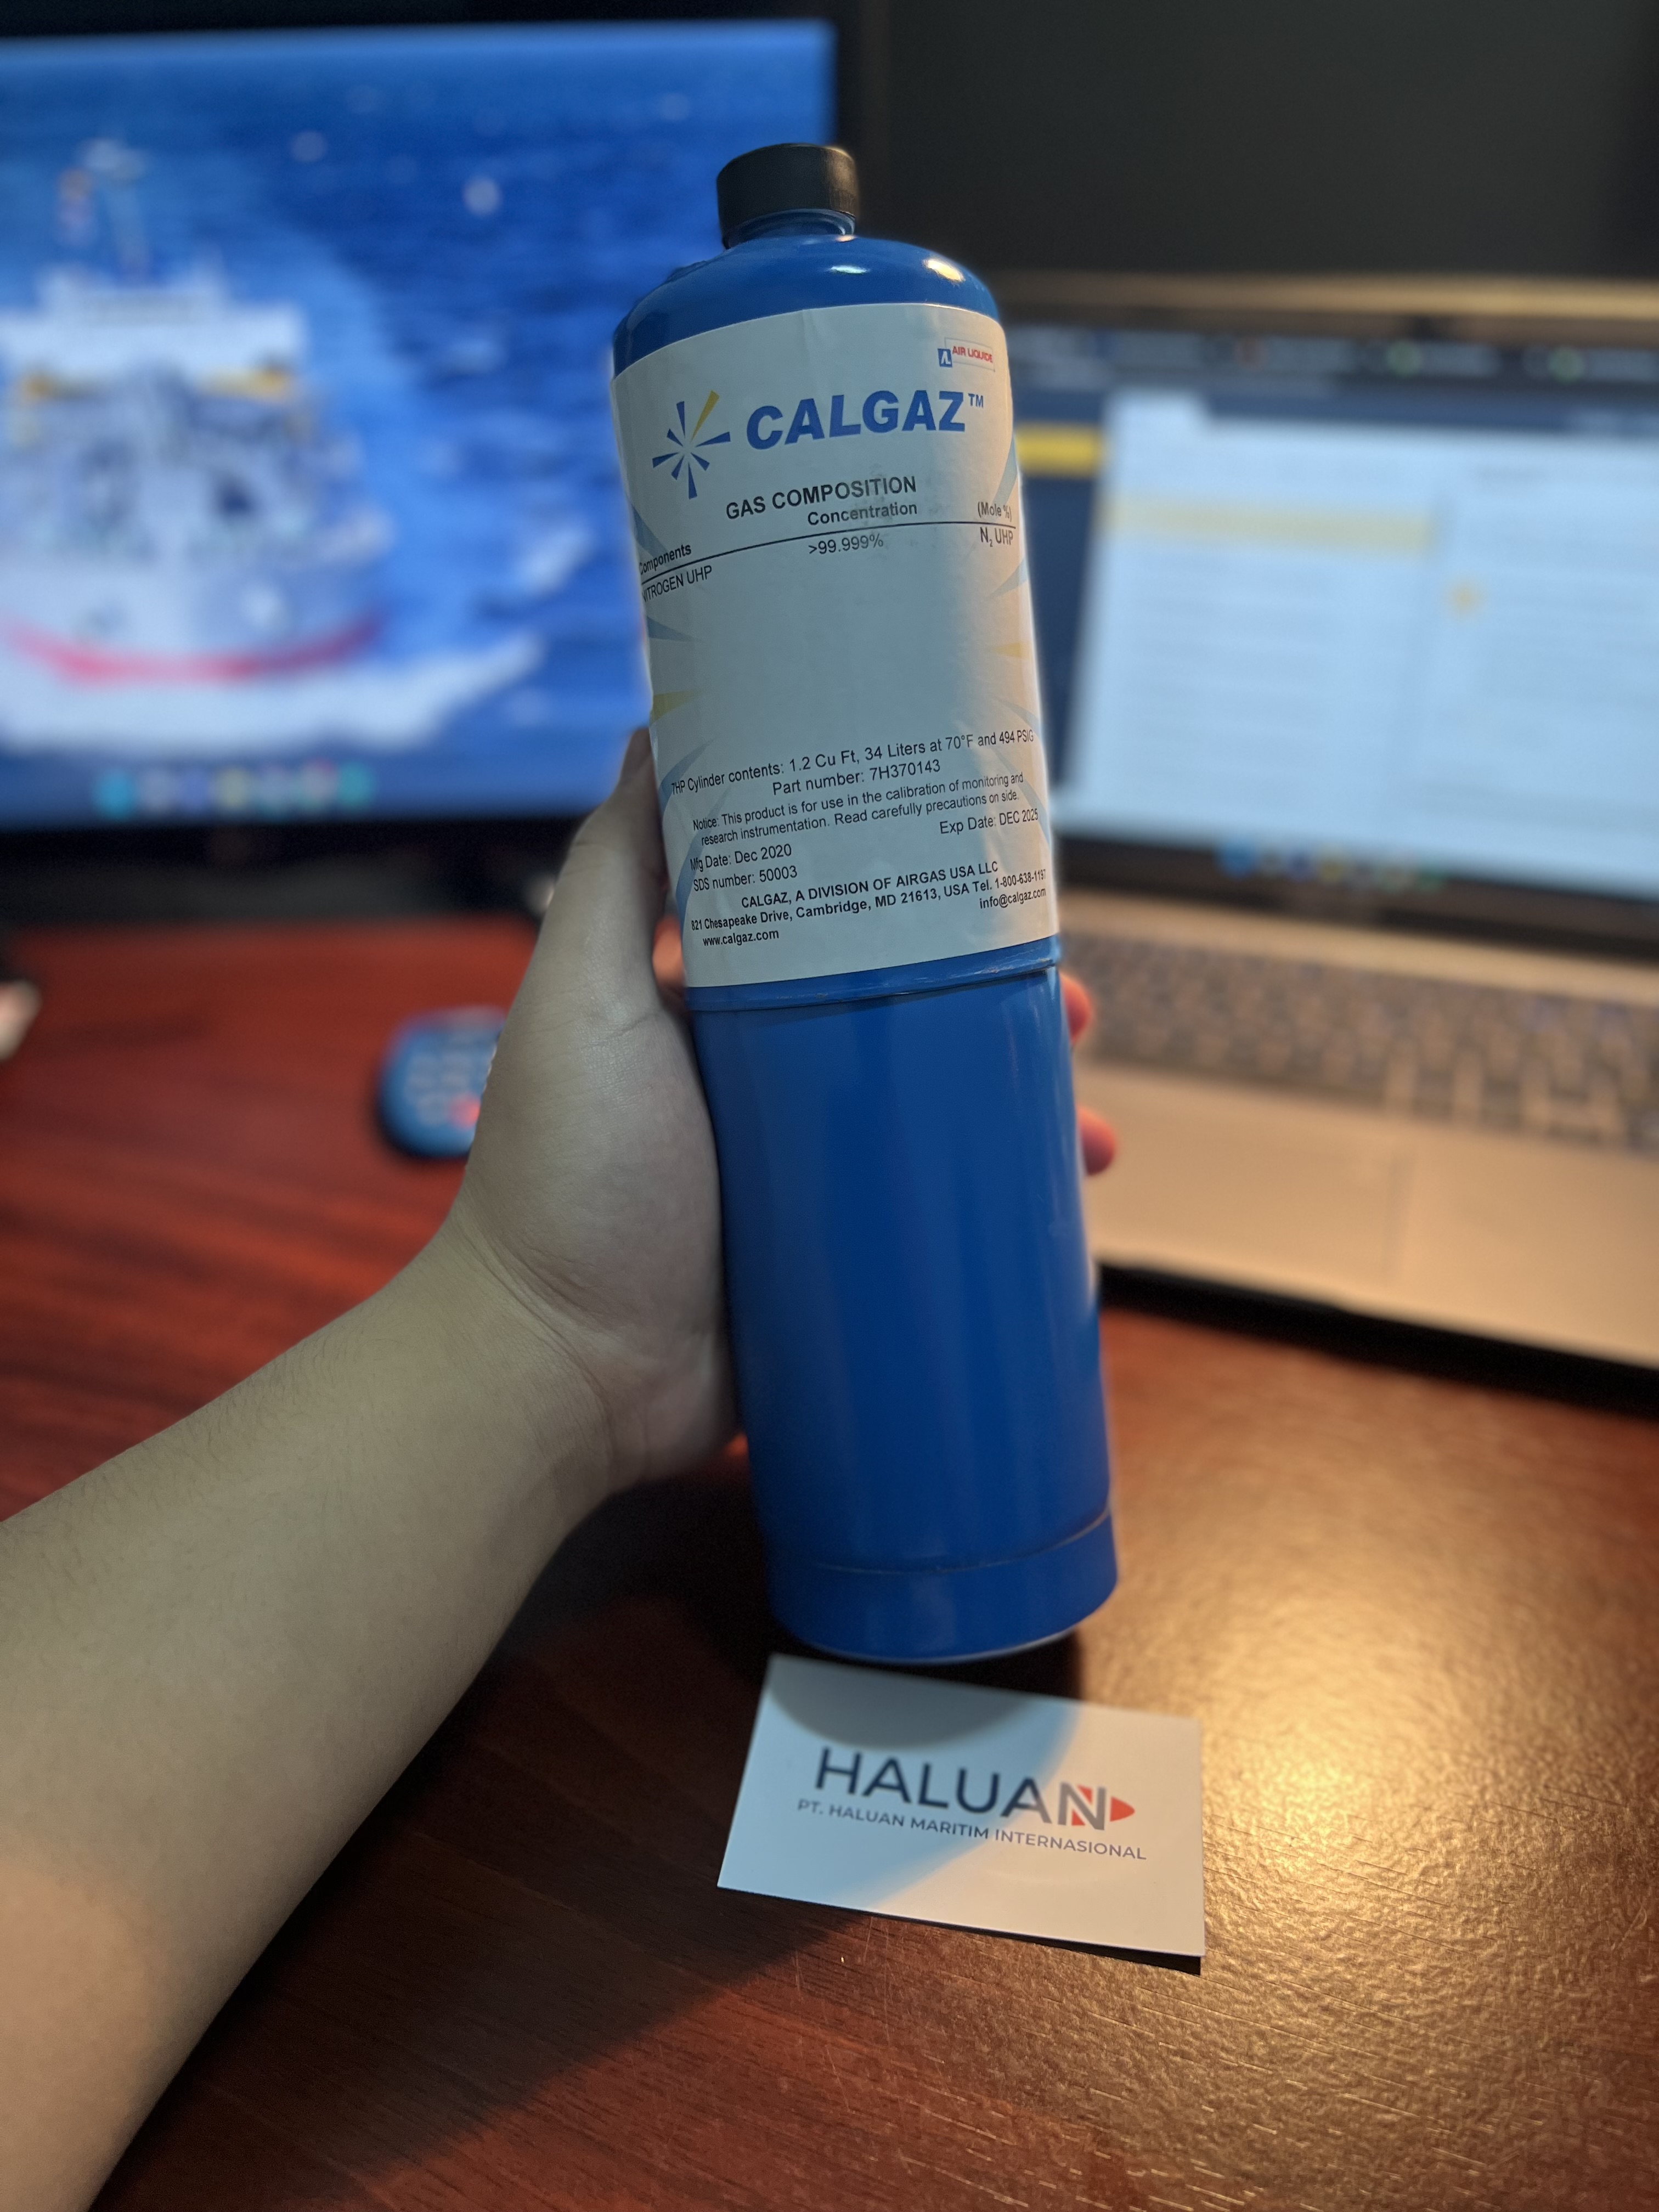 AIR LIQUIDE
CALGAZ™
GAS COMPOSITION
Components Concentration (Mole %)
NITROGEN UHP >99.999% N₂ UHP
7HP Cylinder contents: 1.2 Cu Ft, 34 Liters at 70°F and 494 PSIG
Part number: 7H370143
Notice: This product is for use in the calibration of monitoring and
research instrumentation. Read carefully precautions on side.
Mfg Date: Dec 2020 Exp Date: DEC 2025
SDS number: 50003
CALGAZ, A DIVISION OF AIRGAS USA LLC
821 Chesapeake Drive, Cambridge, MD 21613, USA Tel. 1-800-638-1197
www.calgaz.com info@calgaz.com
HALUAN
PT. HALUAN MARITIM INTERNASIONAL